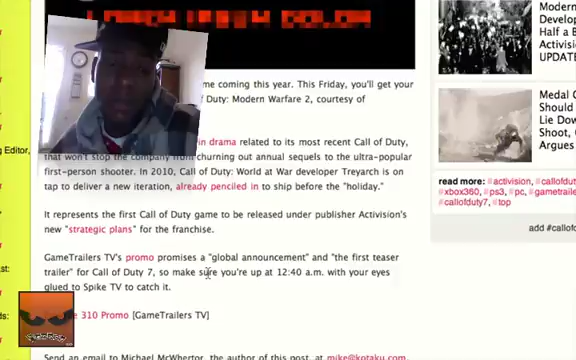 me coming this year. This Friday, you'll get your
of Duty: Modern Warfare 2, courtesy of
in drama related to its most recent Call of Duty,
that won't stop the company from churning out annual sequels to the ultra-popular
first-person shooter. In 2010, Call of Duty: World at War developer Treyarch is on
tap to deliver a new iteration, already penciled in to ship before the "holiday."
It represents the first Call of Duty game to be released under publisher Activision's
new "strategic plans" for the franchise.
GameTrailers TV's promo promises a "global announcement" and "the first teaser
trailer" for Call of Duty 7, so make sure you're up at 12:40 a.m. with your eyes
glued to Spike TV to catch it.
310 Promo [GameTrailers TV]
Send an email to Michael McWhertor, the author of this post, at mike@kotaku.com.
Editor,
Modern
Develop
Half a B
Activisi
UPDATE
Medal C
Should
Lie Dow
Shoot, 
Argues
read more: #activision, #callofdu
#xbox360, #ps3, #pc, #gametraile
#callofduty7, #top
add #callof